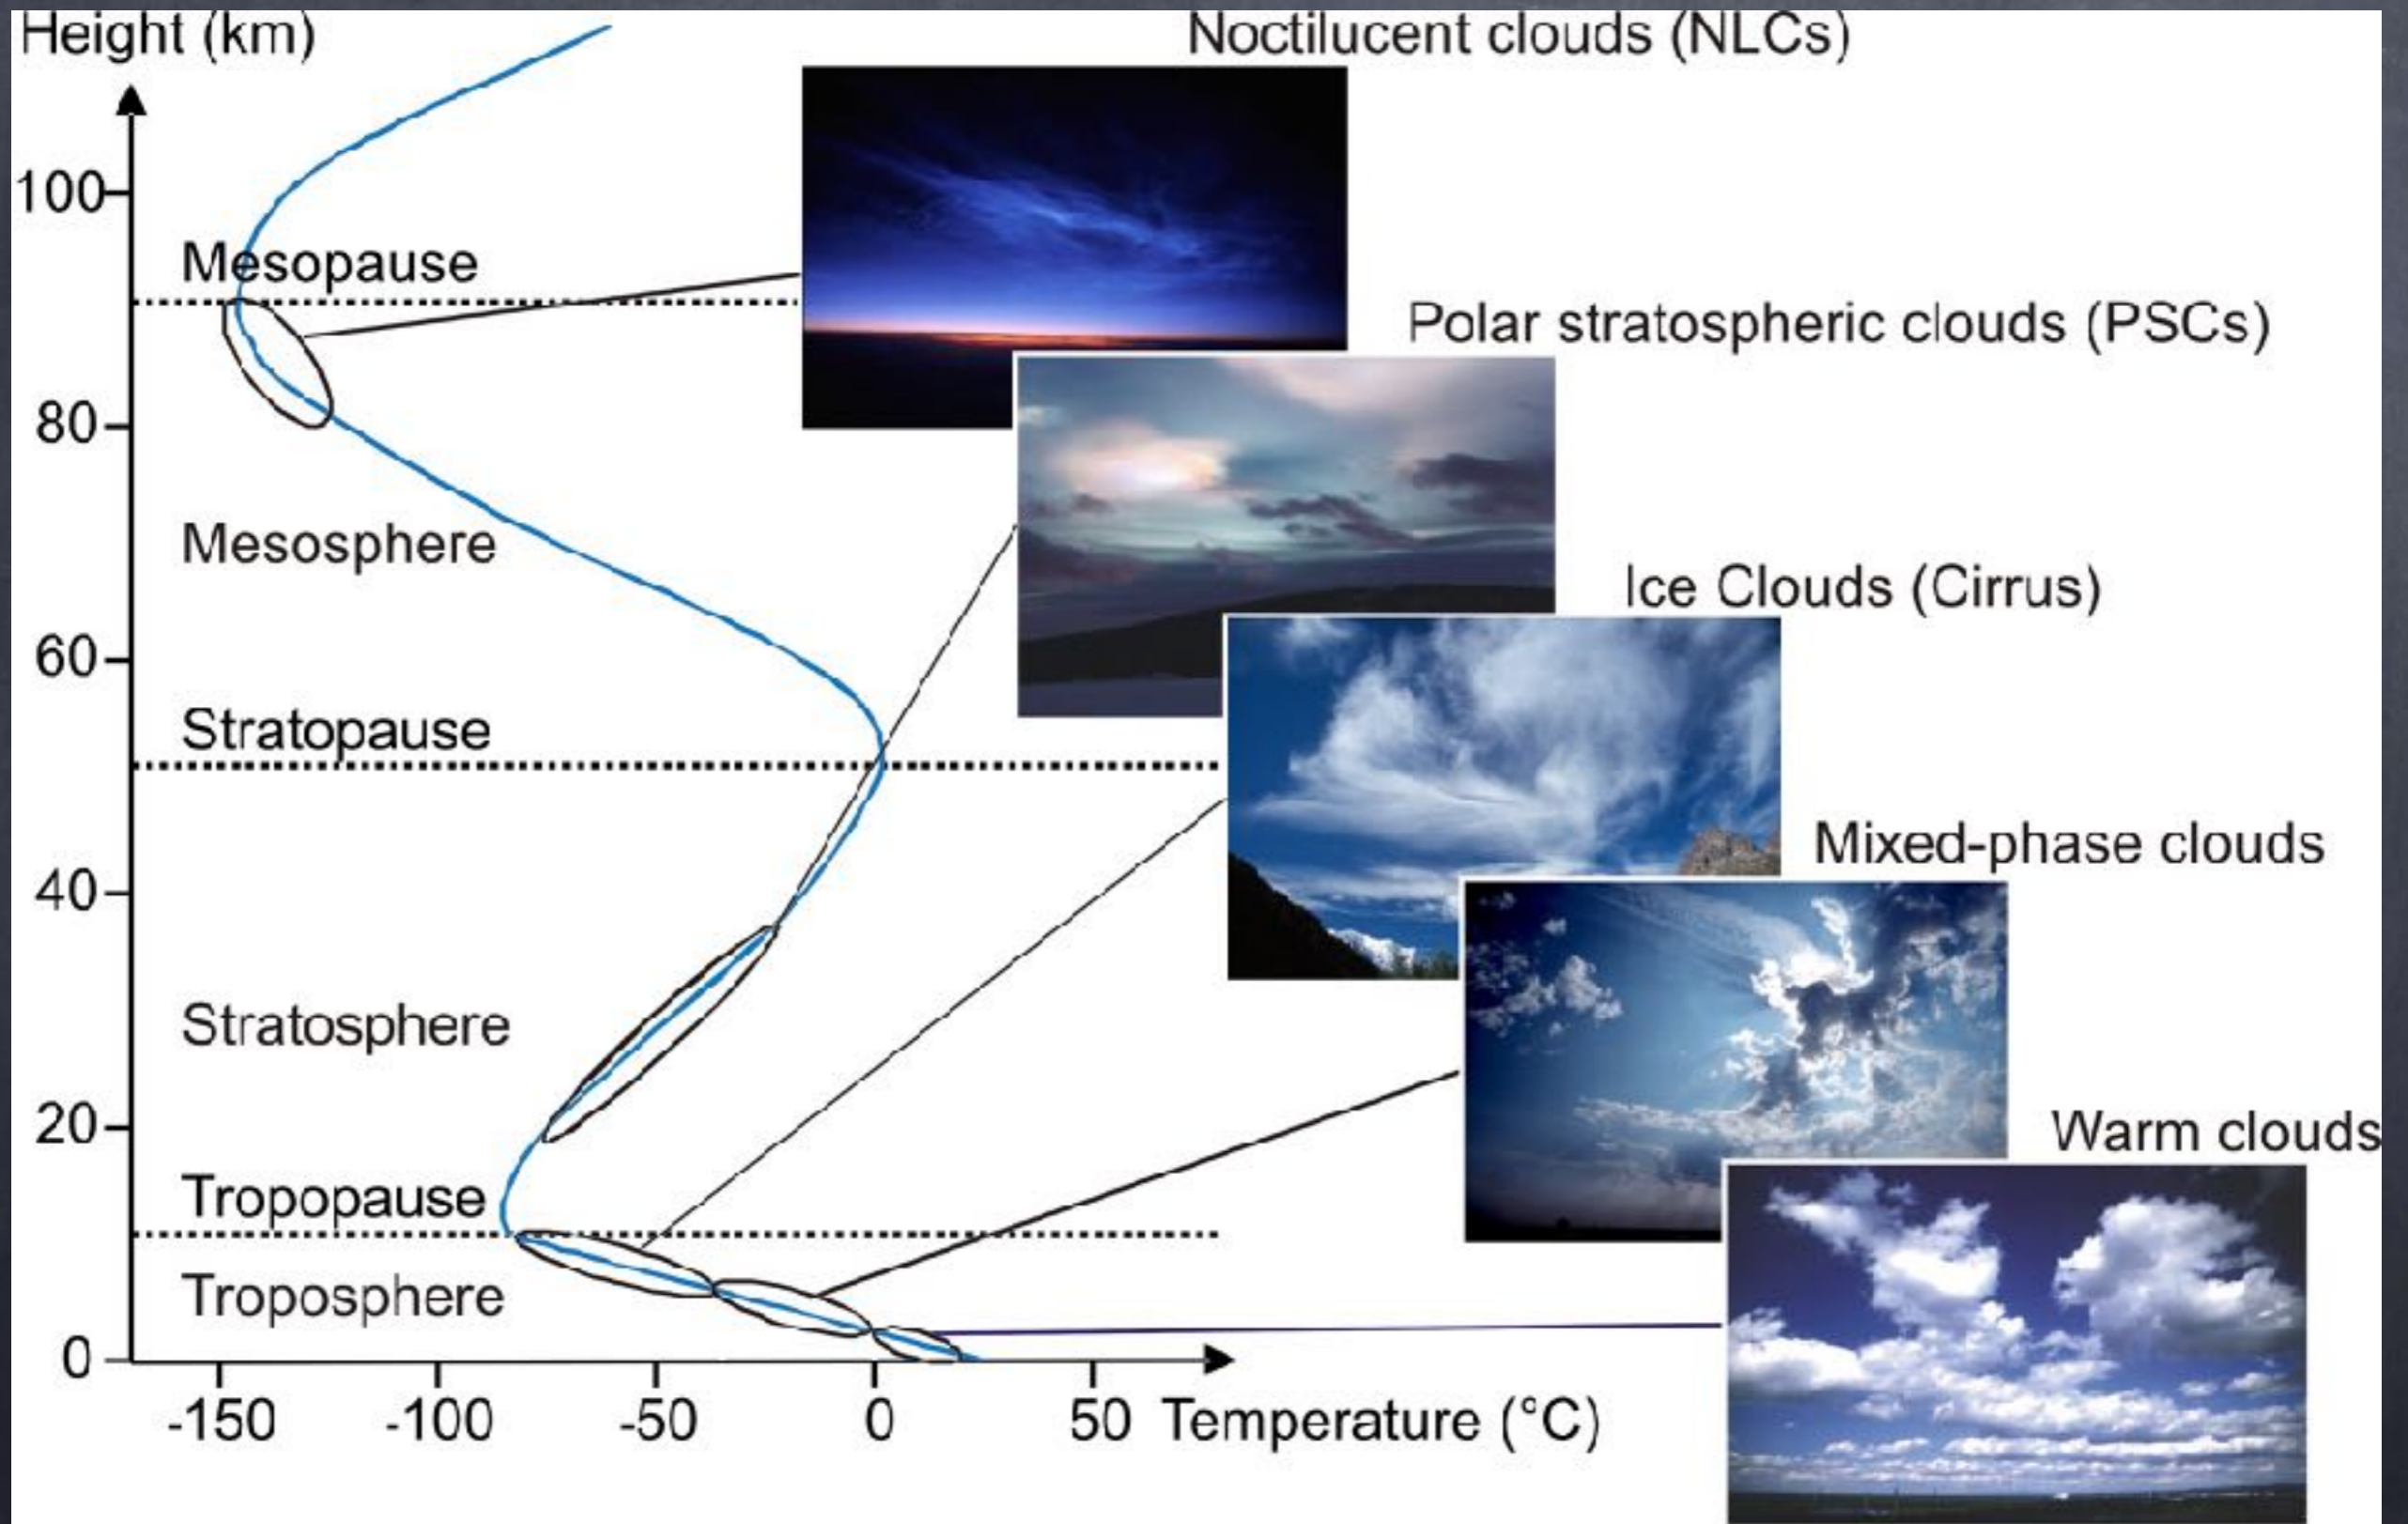 Height (km)
Noctilucent clouds (NLCs)
100
Mesopause
Polar stratospheric clouds (PSCs)
80
Mesosphere
Ice Clouds (Cirrus)
60
Stratopause
Mixed-phase clouds
40
Stratosphere
20
Warm clouds
Tropopause
Troposphere
0
-150 -100 -50 0 50 Temperature (°C)